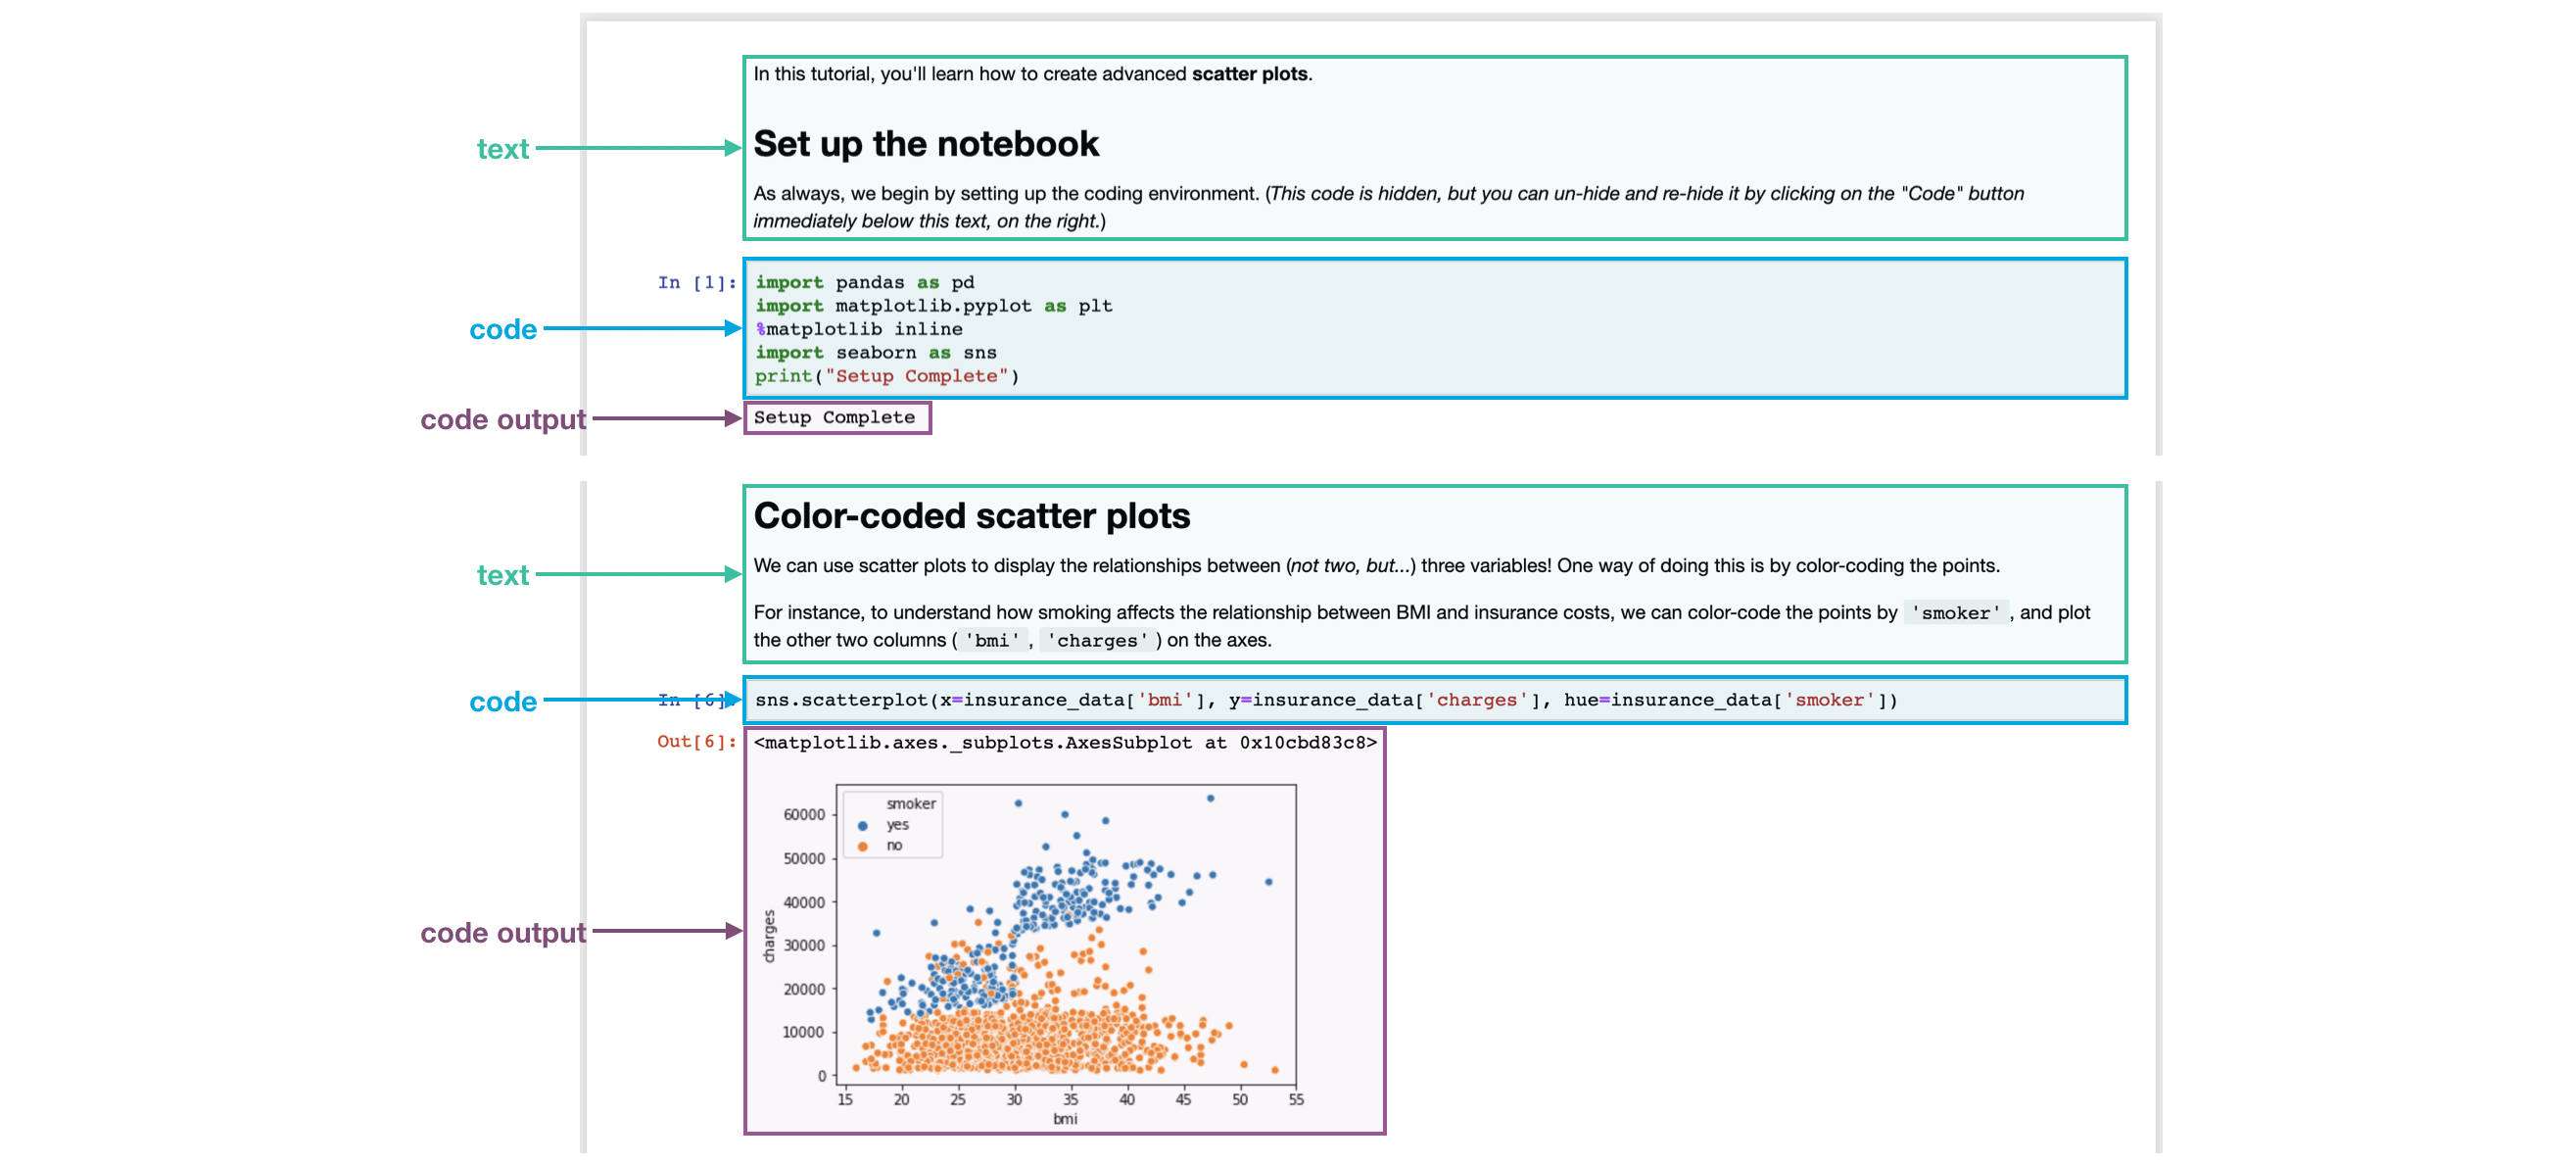 In this tutorial, you'll learn how to create advanced scatter plots.
text
Set up the notebook
As always, we begin by setting up the coding environment. (This code is hidden, but you can un-hide and re-hide it by clicking on the "Code" button
immediately below this text, on the right.)
In [1]:
code
import pandas as pd
import matplotlib.pyplot as plt
%matplotlib inline
import seaborn as sns
print("Setup Complete")
code output
Setup Complete
Color-coded scatter plots
text
We can use scatter plots to display the relationships between (not two, but...) three variables! One way of doing this is by color-coding the points.
For instance, to understand how smoking affects the relationship between BMI and insurance costs, we can color-code the points by 'smoker' , and plot
the other two columns ( 'bmi' , 'charges' ) on the axes.
code
In [6]:
sns.scatterplot(x=insurance_data['bmi'], y=insurance_data['charges'], hue=insurance_data['smoker'])
Out[6]:
<matplotlib.axes._subplots.AxesSubplot at 0x10cbd83c8>
code output
smoker
yes
no
charges
60000
50000
40000
30000
20000
10000
0
15 20 25 30 35 40 45 50 55
bmi